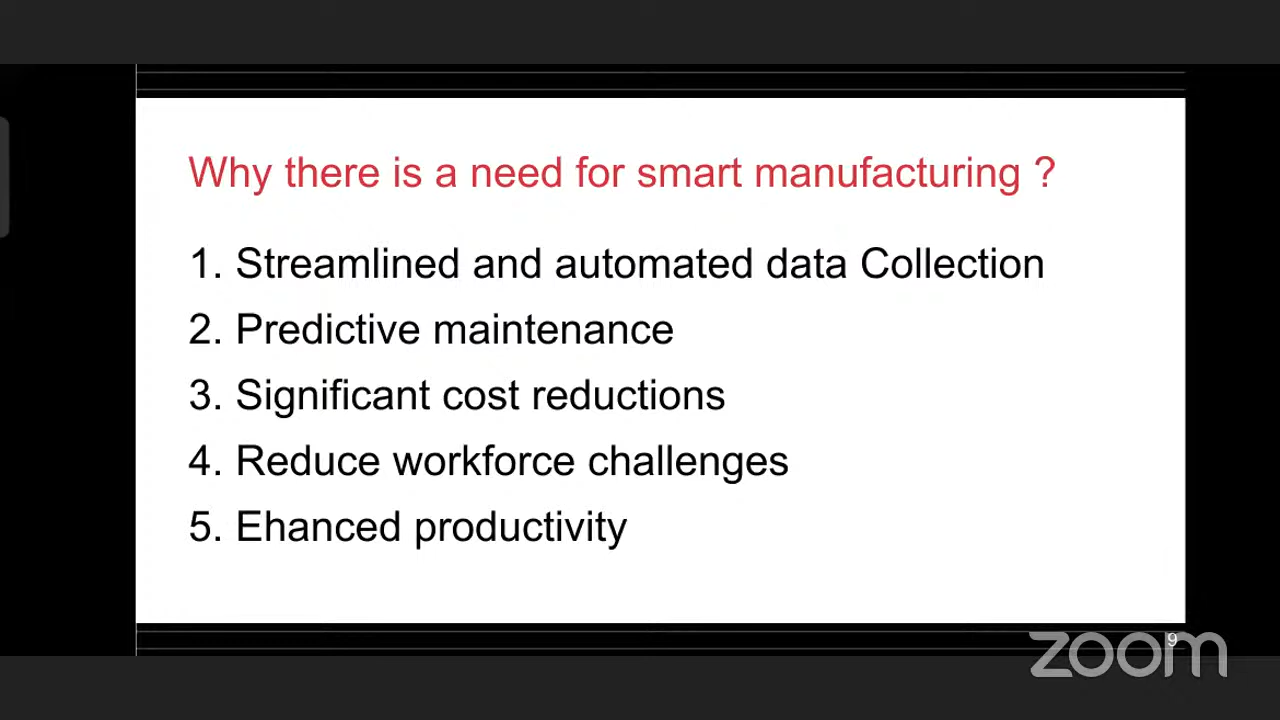 Why there is a need for smart manufacturing ?
1. Streamlined and automated data Collection
2. Predictive maintenance
3. Significant cost reductions
4. Reduce workforce challenges
5. Ehanced productivity
9
zoom